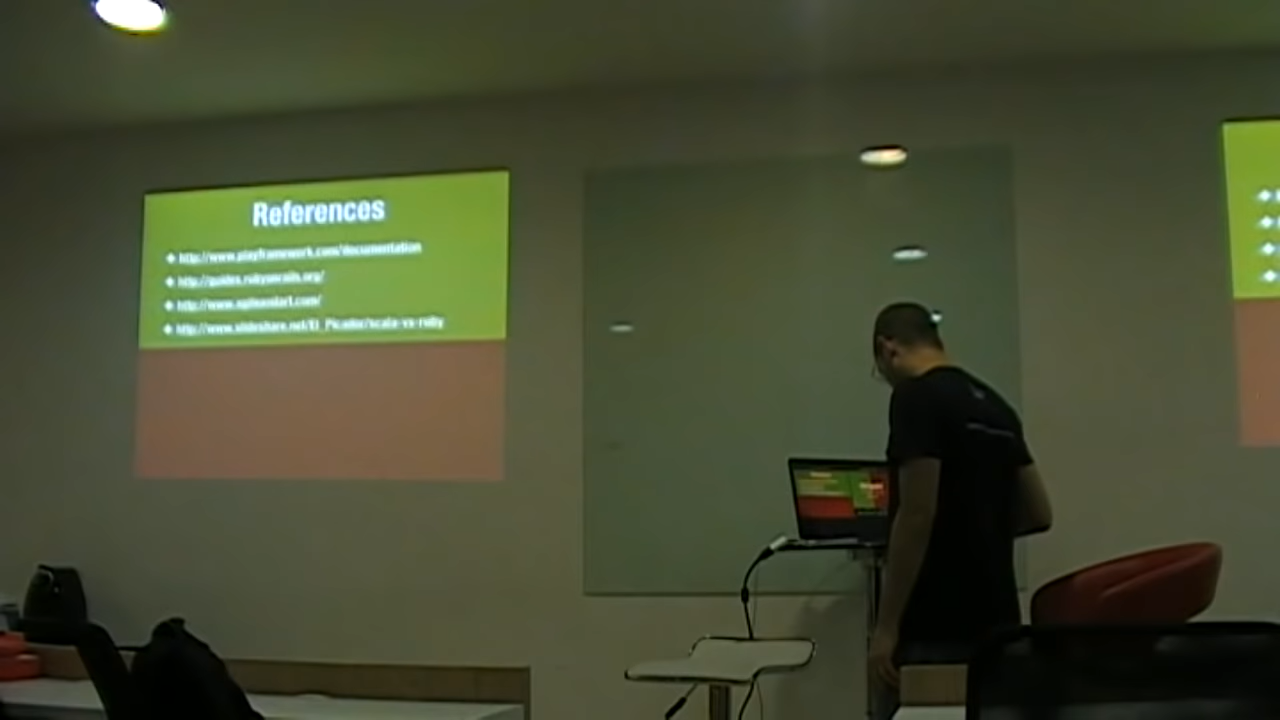 References
❖ http://www.playframework.com/documentation
❖ http://guides.rubyonrails.org/
❖ http://www.agileandart.com/
❖ http://www.slideshare.net/El_Picador/scala-vs-ruby